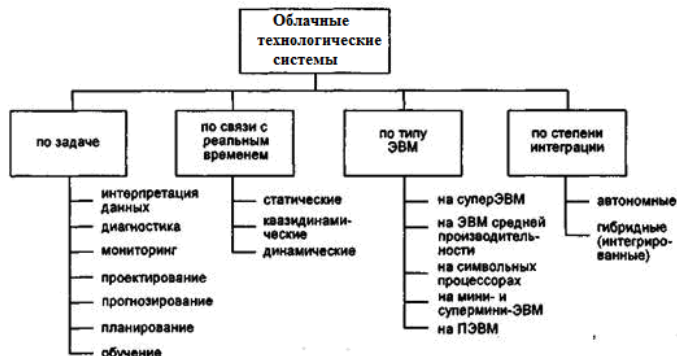 Облачные
технологические
системы
по задаче
по связи с
реальным
временем
по типу
ЭВМ
по степени
интеграции
интерпретация
данных
диагностика
мониторинг
проектирование
прогнозирование
планирование
обучение
статические
квазидинами-
ческие
динамические
на суперЭВМ
на ЭВМ средней
производитель-
ности
на символьных
процессорах
на мини- и
супермини-ЭВМ
на ПЭВМ
автономные
гибридные
(интегриро-
ванные)